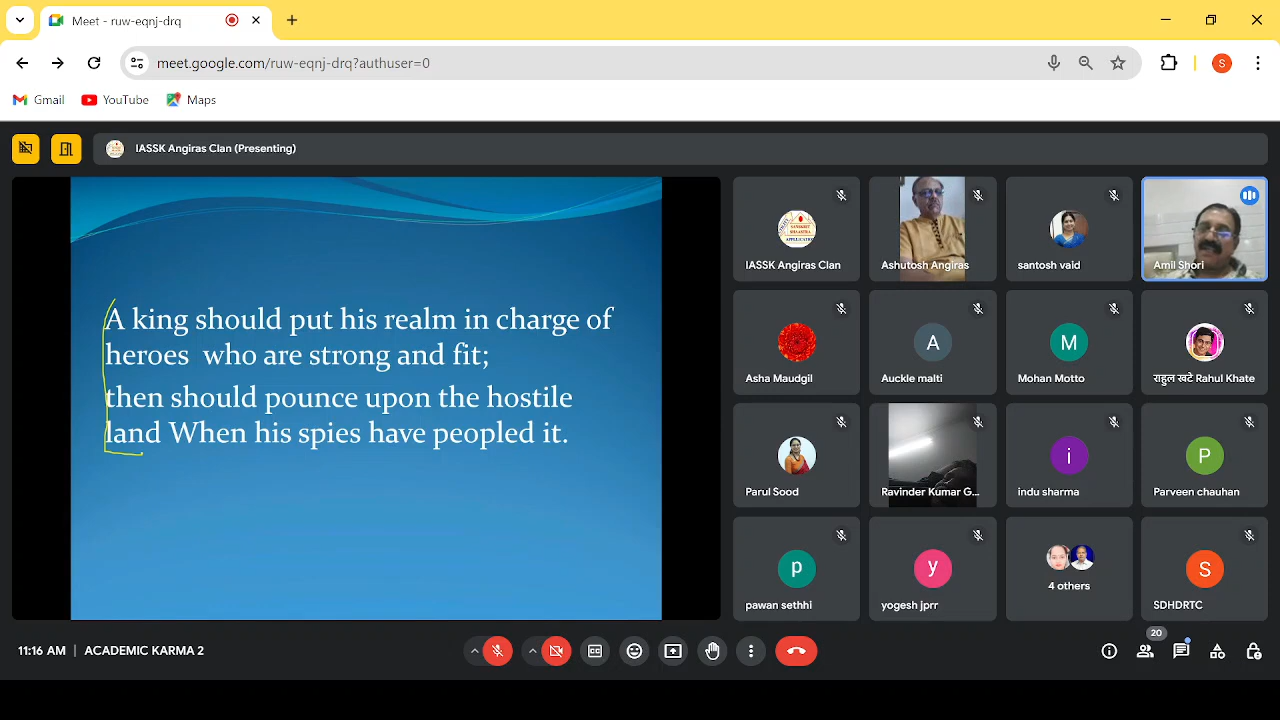 Meet - ruw-eqnj-drq
meet.google.com/ruw-eqnj-drq?authuser=0
S
Gmail
YouTube
Maps
IASSK Angiras Clan (Presenting)
A king should put his realm in charge of
heroes who are strong and fit;
then should pounce upon the hostile
land When his spies have peopled it.
IASSK Angiras Clan
Ashutosh Angiras
santosh vaid
Amil Shori
Asha Maudgil
A
Auckle malti
M
Mohan Motto
राहुल खटे Rahul Khate
Parul Sood
Ravinder Kumar G...
i
indu sharma
P
Parveen chauhan
p
pawan sethhi
y
yogesh jprr
4 others
S
SDHDRTC
11:16 AM | ACADEMIC KARMA 2
20